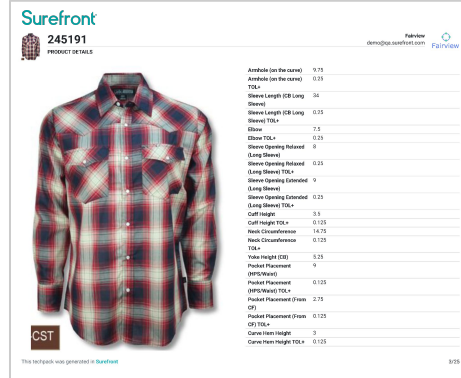 Surefront
245191
PRODUCT DETAILS
Fairview
demo@qa.surefront.com
Fairview
Armhole (on the curve) 9.75
Armhole (on the curve) 0.25
TOL+
Sleeve Length (CB Long 34
Sleeve)
Sleeve Length (CB Long 0.25
Sleeve) TOL+
Elbow 7.5
Elbow TOL+ 0.25
Sleeve Opening Relaxed 8
(Long Sleeve)
Sleeve Opening Relaxed 0.25
(Long Sleeve) TOL+
Sleeve Opening Extended 9
(Long Sleeve)
Sleeve Opening Extended 0.25
(Long Sleeve) TOL+
Cuff Height 3.5
Cuff Height TOL+ 0.125
Neck Circumference 14.75
Neck Circumference 0.125
TOL+
Yoke Height (CB) 5.25
Pocket Placement 9
(HPS/Waist)
Pocket Placement 0.125
(HPS/Waist) TOL+
Pocket Placement (From 2.75
CF)
Pocket Placement (From 0.125
CF) TOL+
Curve Hem Height 3
Curve Hem Height TOL+ 0.125
CST
This techpack was generated in Surefront
3/25